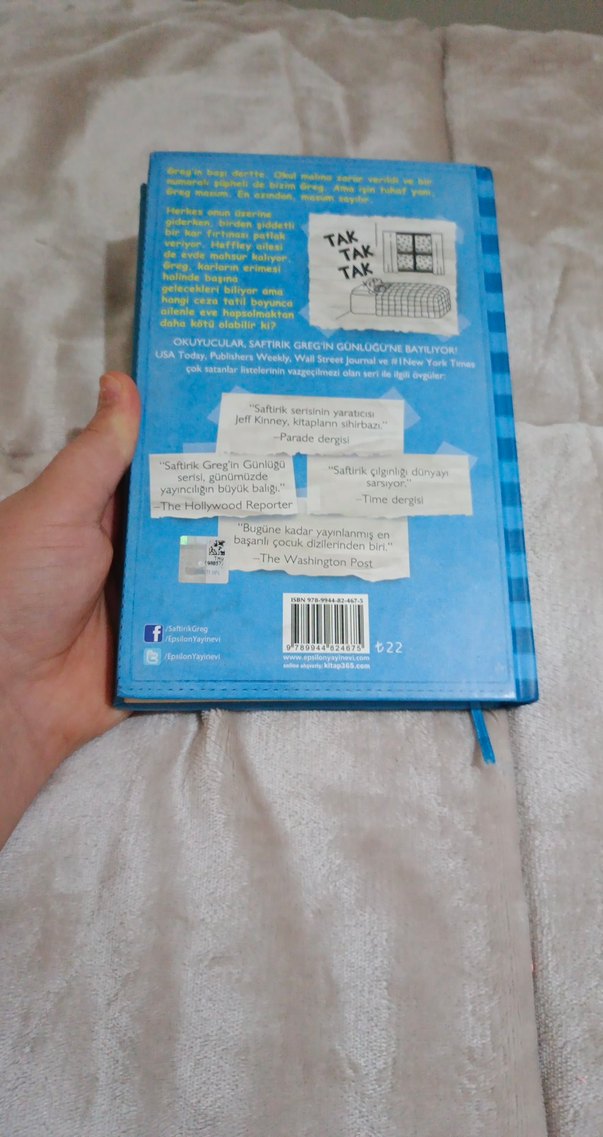 Greg'in başı dertte. Okul malına zarar verildi ve bir
numaralı şüpheli de bizim Greg. Ama işin tuhaf yanı,
Greg masum. En azından, masum sayılır.
Herkes onun üzerine
giderken, birden şiddetli
bir kar fırtınası patlak
veriyor. Heffley ailesi
de evde mahsur kalıyor.
Greg, karların erimesi
halinde başına
gelecekleri biliyor ama
hangi ceza tatil boyunca
ailenle eve hapsolmaktan
daha kötü olabilir ki?
TAK
TAK
TAK
OKUYUCULAR, SAFTİRİK GREG'İN GÜNLÜĞÜ'NE BAYILIYOR!
USA Today, Publishers Weekly, Wall Street Journal ve #1New York Times
çok satanlar listelerinin vazgeçilmezi olan seri ile ilgili övgüler:
"Saftirik serisinin yaratıcısı
Jeff Kinney, kitapların sihirbazı."
–Parade dergisi
"Saftirik Greg'in Günlüğü
serisi, günümüzde
yayıncılığın büyük balığı."
–The Hollywood Reporter
"Saftirik çılgınlığı dünyayı
sarsıyor."
–Time dergisi
"Bugüne kadar yayınlanmış en
başarılı çocuk dizilerinden biri."
–The Washington Post
/SaftirikGreg
/EpsilonYayinevi
/EpsilonYayinevi
ISBN 978-9944-82-467-5
9 789944 824675
₺22
www.epsilonyayinevi.com
online alışveriş: kitap365.com